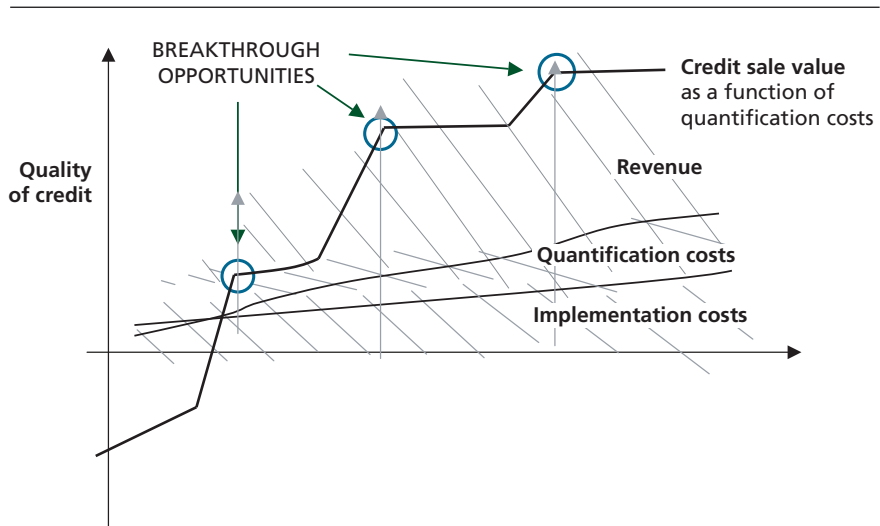 BREAKTHROUGH
OPPORTUNITIES
Credit sale value
as a function of
quantification costs
Quality
of credit
Revenue
Quantification costs
Implementation costs